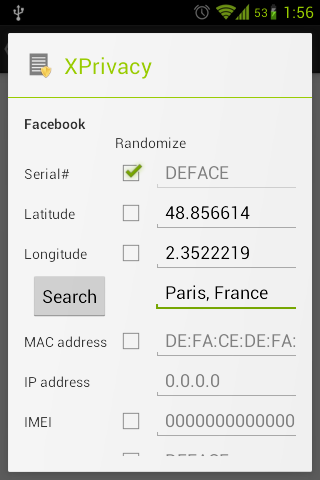 53 1:56
XPrivacy
Facebook
Randomize
Serial# DEFACE
Latitude 48.856614
Longitude 2.3522219
Search Paris, France
MAC address DE:FA:CE:DE:FA:
IP address 0.0.0.0
IMEI 0000000000000